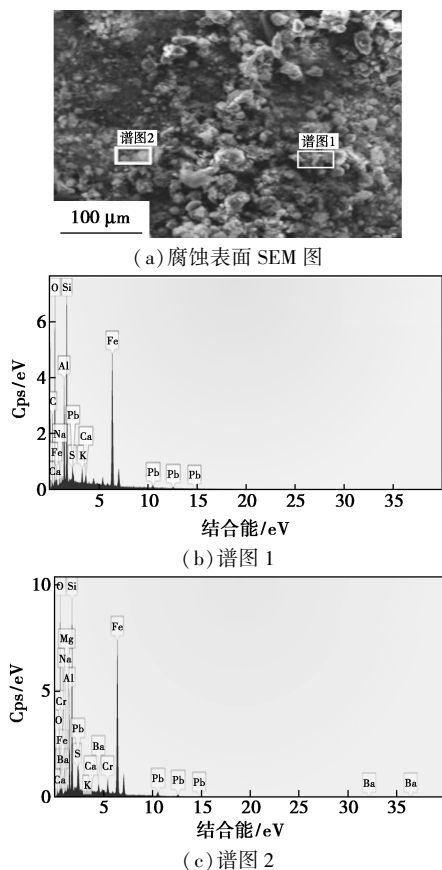 谱图2
谱图1
100 μm
(a)腐蚀表面 SEM 图
O Si
6
Fe
Al
4
C
Pb
Na
Ca
2
Fe
S K
Ca
Pb Pb Pb
0
5 10 15 20 25 30 35
Cps/eV
结合能/eV
(b)谱图 1
10
O Si
Mg
Fe
Na
Al
Cr
5
O
Pb
Fe
Ba
S
Ba
Ca Cr
Ca
K
Pb Pb Pb
Ba Ba
0
5 10 15 20 25 30 35
Cps/eV
结合能/eV
(c)谱图 2